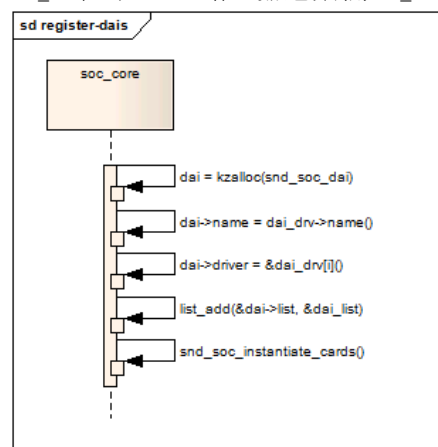 sd register-dais
soc_core
dai = kzalloc(snd_soc_dai)
dai->name = dai_drv->name()
dai->driver = &dai_drv[i]()
list_add(&dai->list, &dai_list)
snd_soc_instantiate_cards()